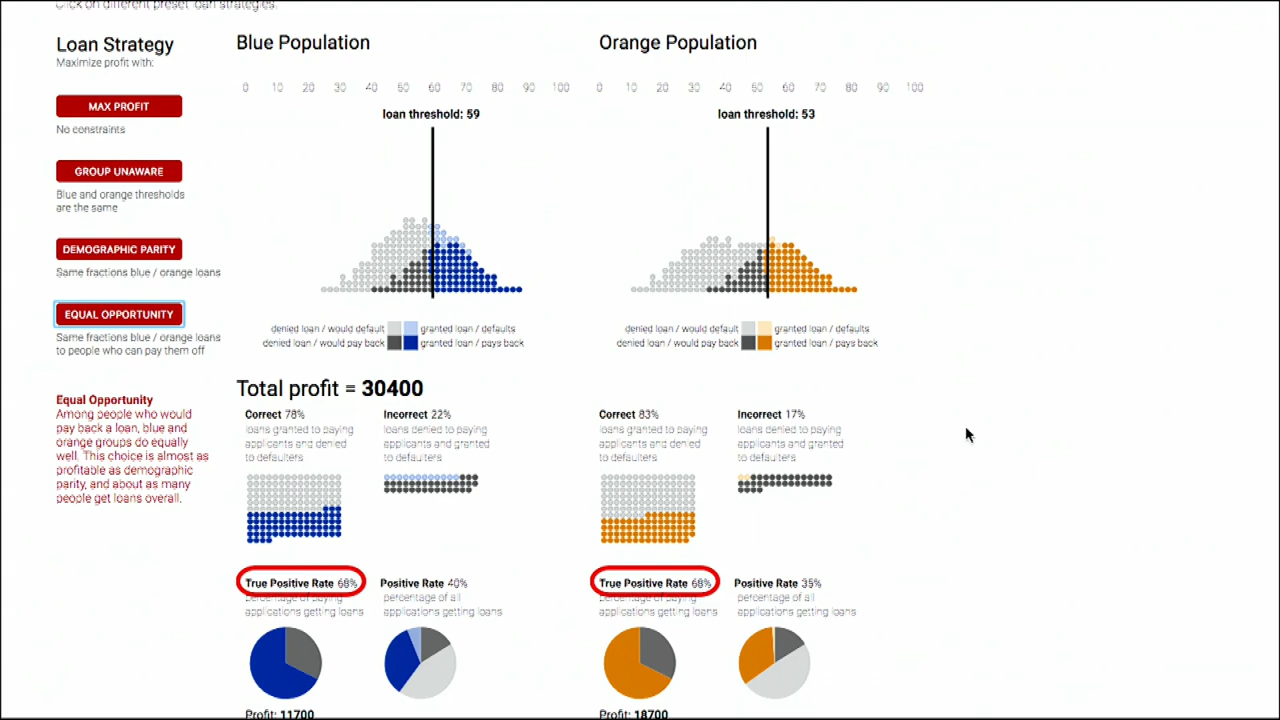 Click on different preset loan strategies.
Loan Strategy
Maximize profit with:
MAX PROFIT
No constraints
GROUP UNAWARE
Blue and orange thresholds
are the same
DEMOGRAPHIC PARITY
Same fractions blue / orange loans
EQUAL OPPORTUNITY
Same fractions blue / orange loans
to people who can pay them off
Equal Opportunity
Among people who would
pay back a loan, blue and
orange groups do equally
well. This choice is almost as
profitable as demographic
parity, and about as many
people get loans overall.
Blue Population
0 10 20 30 40 50 60 70 80 90 100
loan threshold: 59
denied loan / would default granted loan / defaults
denied loan / would pay back granted loan / pays back
Total profit = 30400
Correct 78%
loans granted to paying
applicants and denied
to defaulters
Incorrect 22%
loans denied to paying
applicants and granted
to defaulters
True Positive Rate 68%
percentage of paying
applications getting loans
Positive Rate 40%
percentage of all
applications getting loans
Profit: 11700
Orange Population
0 10 20 30 40 50 60 70 80 90 100
loan threshold: 53
denied loan / would default granted loan / defaults
denied loan / would pay back granted loan / pays back
Correct 83%
loans granted to paying
applicants and denied
to defaulters
Incorrect 17%
loans denied to paying
applicants and granted
to defaulters
True Positive Rate 68%
percentage of paying
applications getting loans
Positive Rate 35%
percentage of all
applications getting loans
Profit: 18700